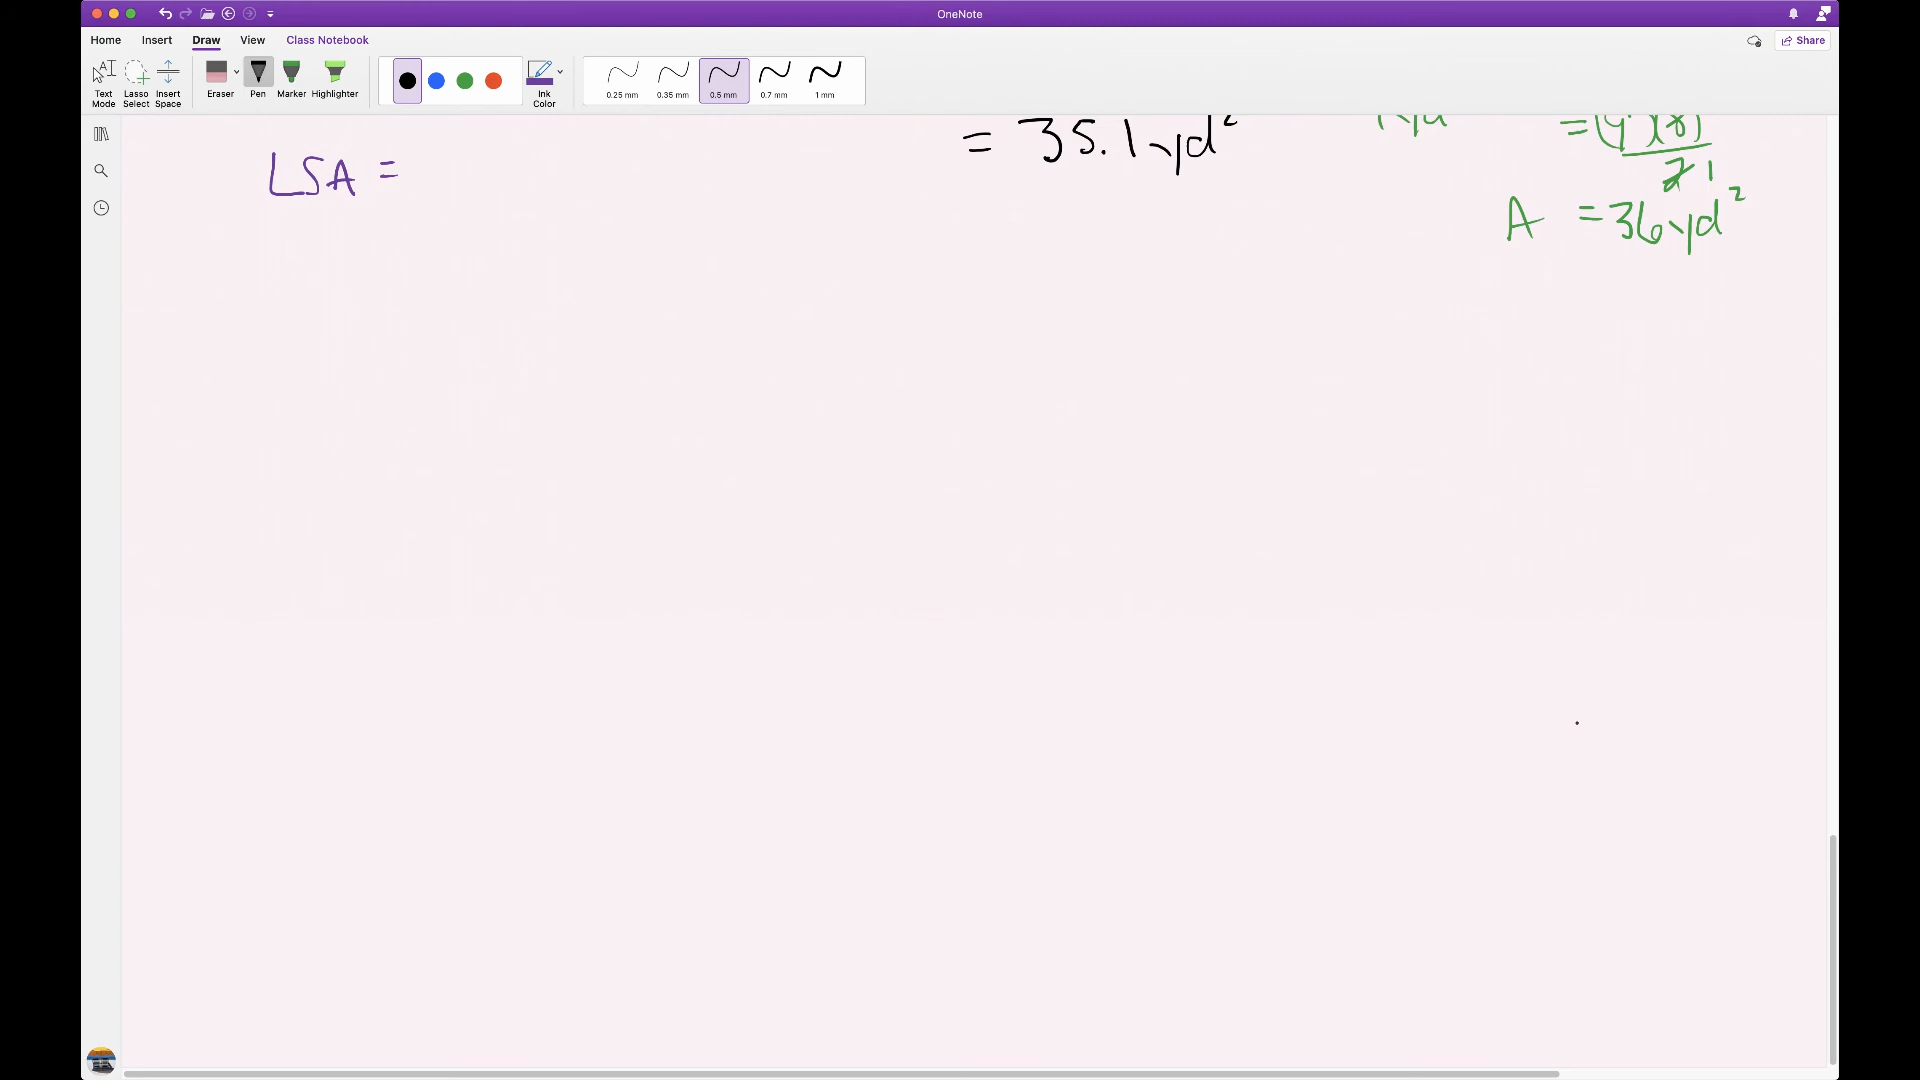 OneNote
Home Insert Draw View Class Notebook
Share
Text Mode
Lasso Select
Insert Space
Eraser
Pen
Marker
Highlighter
Ink Color
0.25 mm
0.35 mm
0.5 mm
0.7 mm
1 mm
LSA =
= 35.1 yd²
2 1
A = 36 yd²